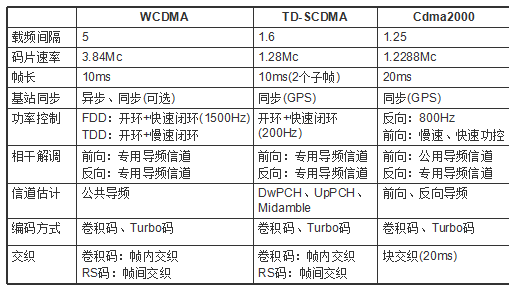 WCDMA TD-SCDMA Cdma2000
载频间隔 5 1.6 1.25
码片速率 3.84Mc 1.28Mc 1.2288Mc
帧长 10ms 10ms(2个子帧) 20ms
基站同步 异步、同步(可选) 同步(GPS) 同步(GPS)
功率控制 FDD：开环+快速闭环(1500Hz) 开环+快速闭环 反向：800Hz
TDD：开环+慢速闭环 (200Hz) 前向：慢速、快速功控
相干解调 前向：专用导频信道 前向：专用导频信道 前向：公用导频信道
反向：专用导频信道 反向：专用导频信道 反向：专用导频信道
信道估计 公共导频 DwPCH、UpPCH、 前向、反向导频
Midamble
编码方式 卷积码、Turbo码 卷积码、Turbo码 卷积码、Turbo码
交织 卷积码：帧内交织 卷积码：帧内交织 块交织(20ms)
RS码：帧间交织 RS码：帧间交织